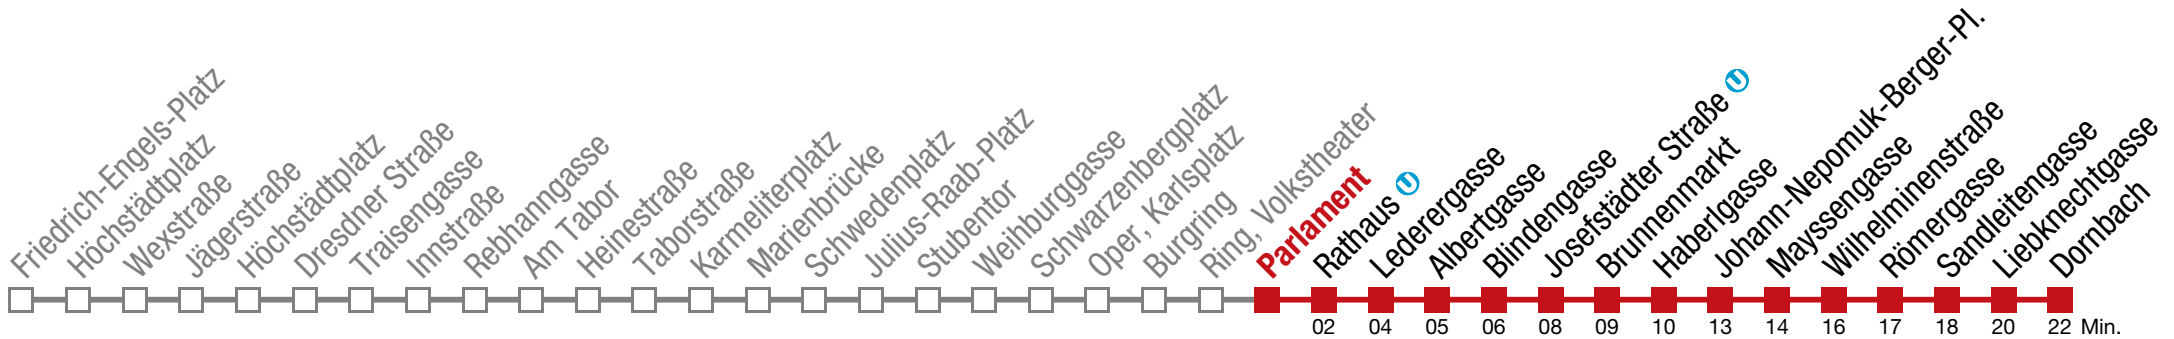 Friedrich-Engels-Platz
Höchstädtplatz
Wexstraße
Jägerstraße
Höchstädtplatz
Dresdner Straße
Traisengasse
Innstraße
Rebhanngasse
Am Tabor
Heinestraße
Taborstraße
Karmeliterplatz
Marienbrücke
Schwedenplatz
Julius-Raab-Platz
Stubentor
Weihburggasse
Schwarzenbergplatz
Oper, Karlsplatz
Burgring
Ring, Volkstheater
Parlament
Rathaus U
Lederergasse
Albertgasse
Blindengasse
Josefstädter Straße U
Brunnenmarkt
Haberlgasse
Johann-Nepomuk-Berger-Pl.
Mayssengasse
Wilhelminenstraße
Römergasse
Sandleitengasse
Liebknechtgasse
Dornbach
02 04 05 06 08 09 10 13 14 16 17 18 20 22 Min.